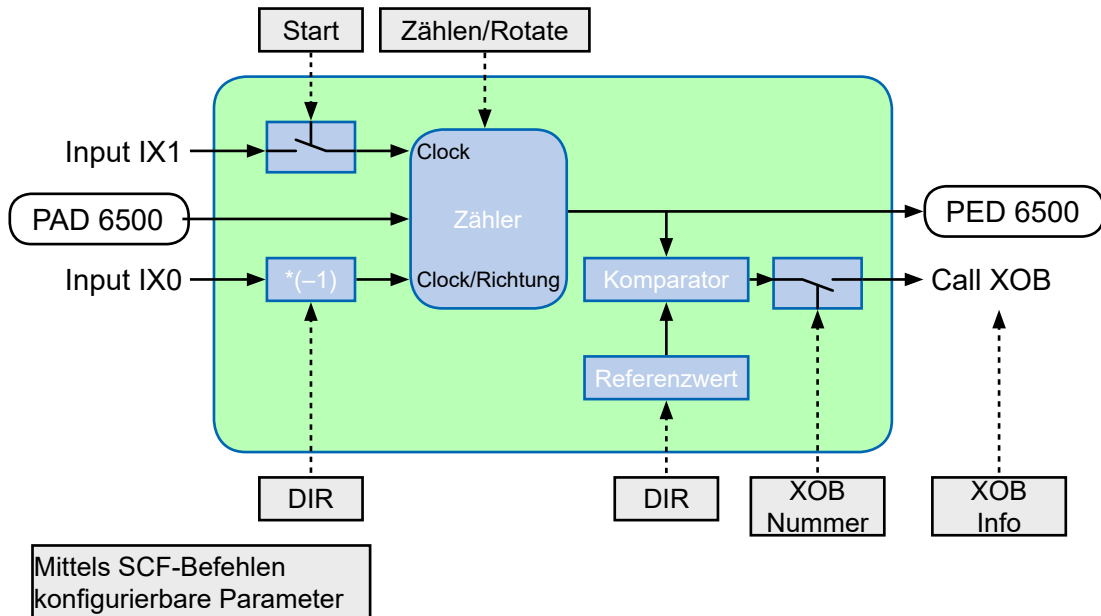 Start
Zählen/Rotate
Input IX1
Clock
PAD 6500
Zähler
PED 6500
Input IX0
*(–1)
Clock/Richtung
Komparator
Call XOB
Referenzwert
DIR
DIR
XOB
Nummer
XOB
Info
Mittels SCF-Befehlen
konfigurierbare Parameter